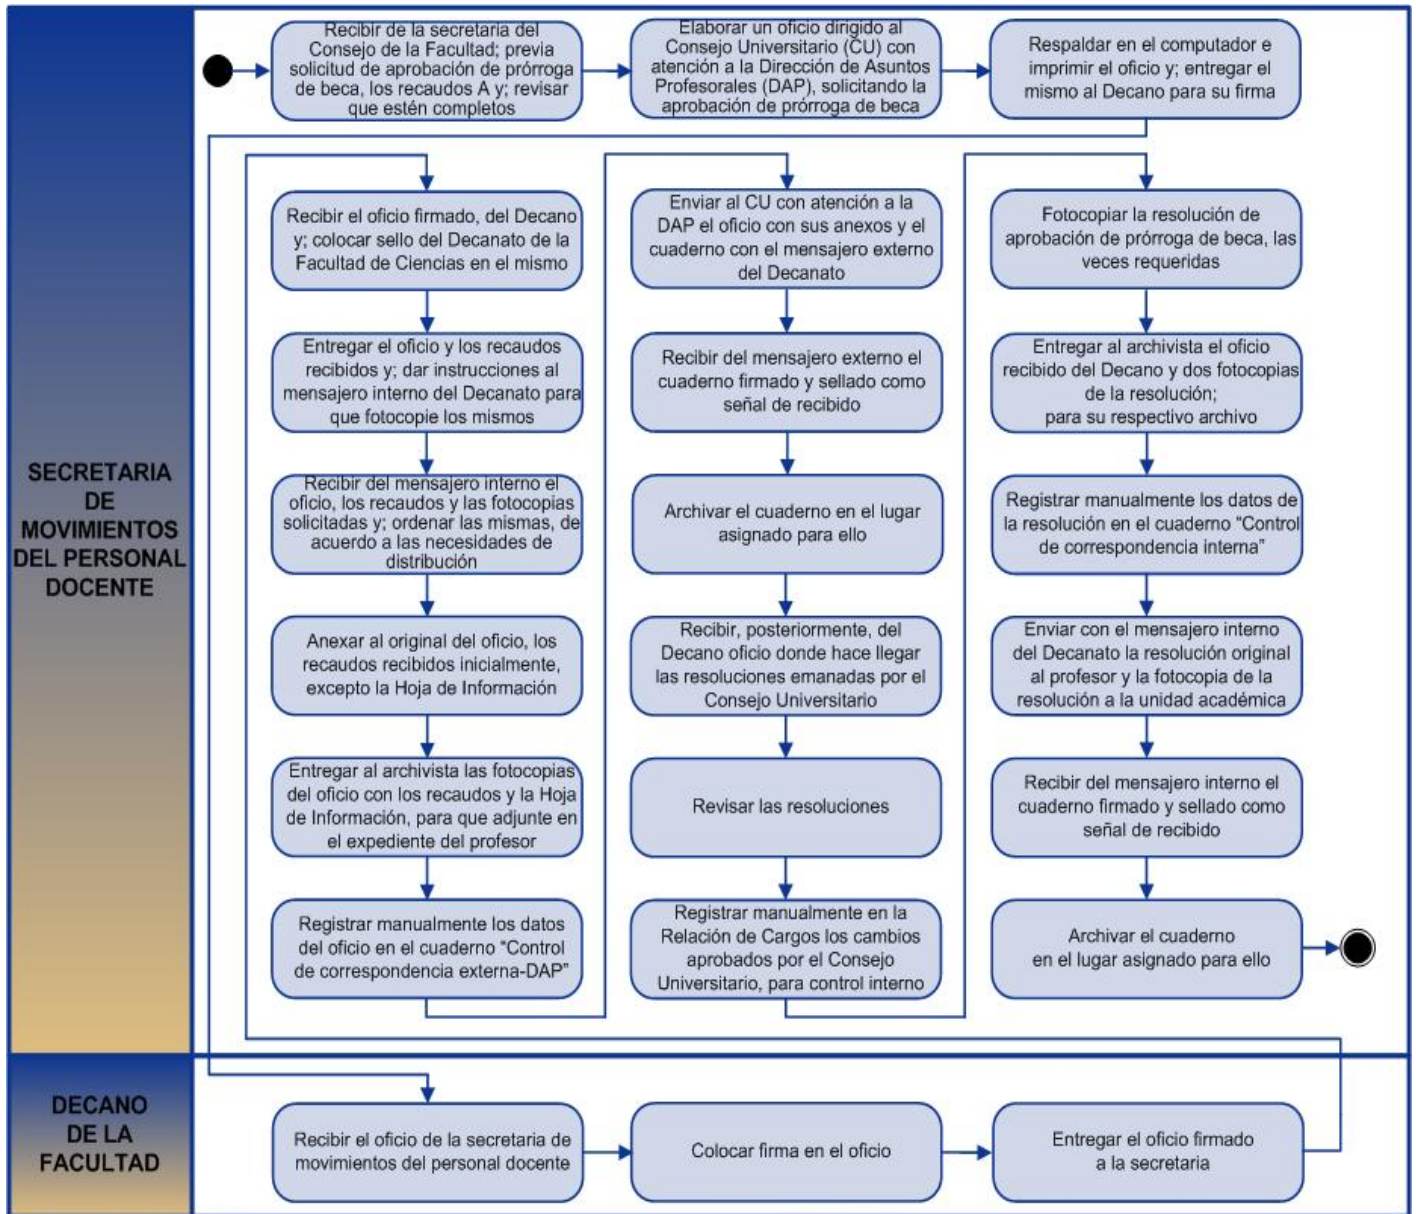 Recibir de la secretaria del
Consejo de la Facultad; previa
solicitud de aprobación de prórroga
de beca, los recaudos A y; revisar
que estén completos
Elaborar un oficio dirigido al
Consejo Universitario (CU) con
atención a la Dirección de Asuntos
Profesorales (DAP), solicitando la
aprobación de prórroga de beca
Respaldar en el computador e
imprimir el oficio y; entregar el
mismo al Decano para su firma
SECRETARIA
DE
MOVIMIENTOS
DEL PERSONAL
DOCENTE
Recibir el oficio firmado, del Decano
y; colocar sello del Decanato de la
Facultad de Ciencias en el mismo
Entregar el oficio y los recaudos
recibidos y; dar instrucciones al
mensajero interno del Decanato para
que fotocopie los mismos
Recibir del mensajero interno el
oficio, los recaudos y las fotocopias
solicitadas y; ordenar las mismas, de
acuerdo a las necesidades de
distribución
Anexar al original del oficio, los
recaudos recibidos inicialmente,
excepto la Hoja de Información
Entregar al archivista las fotocopias
del oficio con los recaudos y la Hoja
de Información, para que adjunte en
el expediente del profesor
Registrar manualmente los datos
del oficio en el cuaderno “Control
de correspondencia externa-DAP”
Enviar al CU con atención a la
DAP el oficio con sus anexos y el
cuaderno con el mensajero externo
del Decanato
Recibir del mensajero externo el
cuaderno firmado y sellado como
señal de recibido
Archivar el cuaderno en el lugar
asignado para ello
Recibir, posteriormente, del
Decano oficio donde hace llegar
las resoluciones emanadas por el
Consejo Universitario
Revisar las resoluciones
Registrar manualmente en la
Relación de Cargos los cambios
aprobados por el Consejo
Universitario, para control interno
Fotocopiar la resolución de
aprobación de prórroga de beca, las
veces requeridas
Entregar al archivista el oficio
recibido del Decano y dos fotocopias
de la resolución;
para su respectivo archivo
Registrar manualmente los datos de
la resolución en el cuaderno “Control
de correspondencia interna”
Enviar con el mensajero interno
del Decanato la resolución original
al profesor y la fotocopia de la
resolución a la unidad académica
Recibir del mensajero interno el
cuaderno firmado y sellado como
señal de recibido
Archivar el cuaderno
en el lugar asignado para ello
DECANO
DE LA
FACULTAD
Recibir el oficio de la secretaria de
movimientos del personal docente
Colocar firma en el oficio
Entregar el oficio firmado
a la secretaria